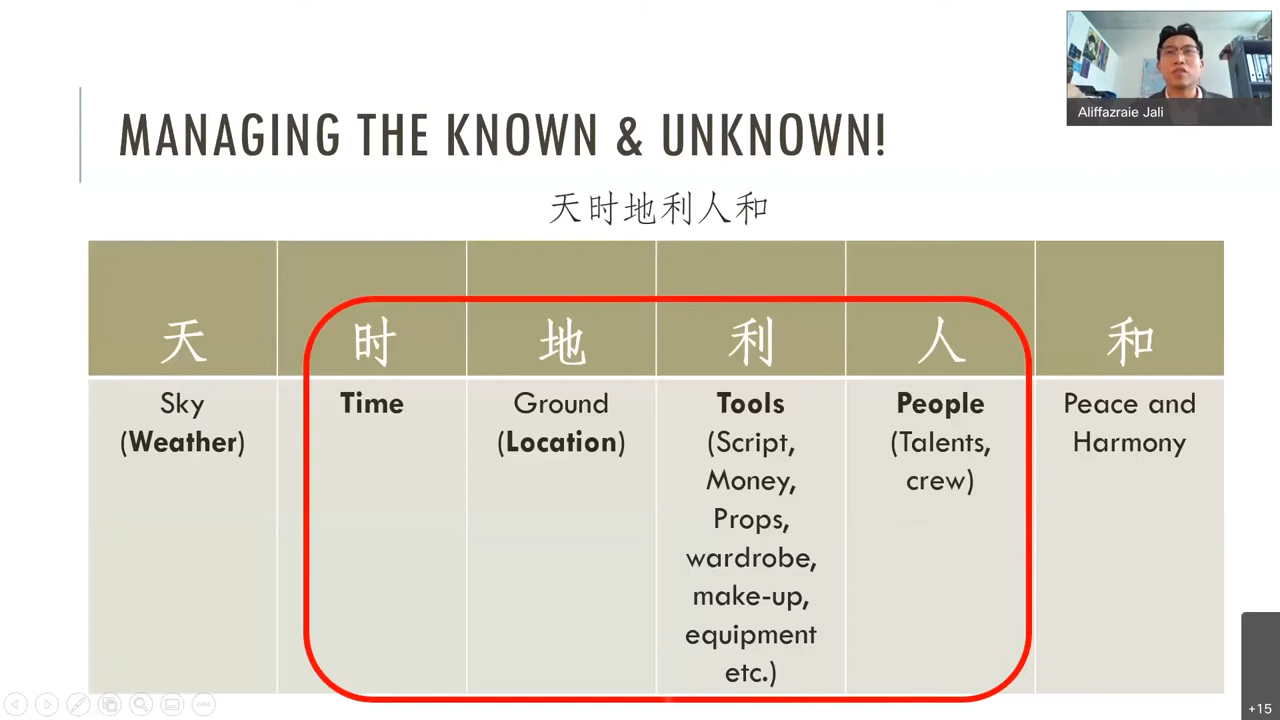 Aliffazraie Jali
MANAGING THE KNOWN & UNKNOWN!
天时地利人和
天
时
地
利
人
和
Sky
(Weather)
Time
Ground
(Location)
Tools
(Script,
Money,
Props,
wardrobe,
make-up,
equipment
etc.)
People
(Talents,
crew)
Peace and
Harmony
+15